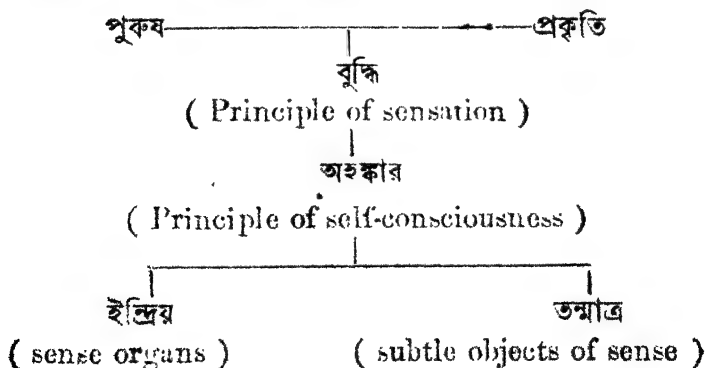 পুরুষ প্রকৃতি
বুদ্ধি
( Principle of sensation )
অহঙ্কার
( Principle of self-consciousness )
ইন্দ্রিয় তন্মাত্র
( sense organs ) ( subtle objects of sense )